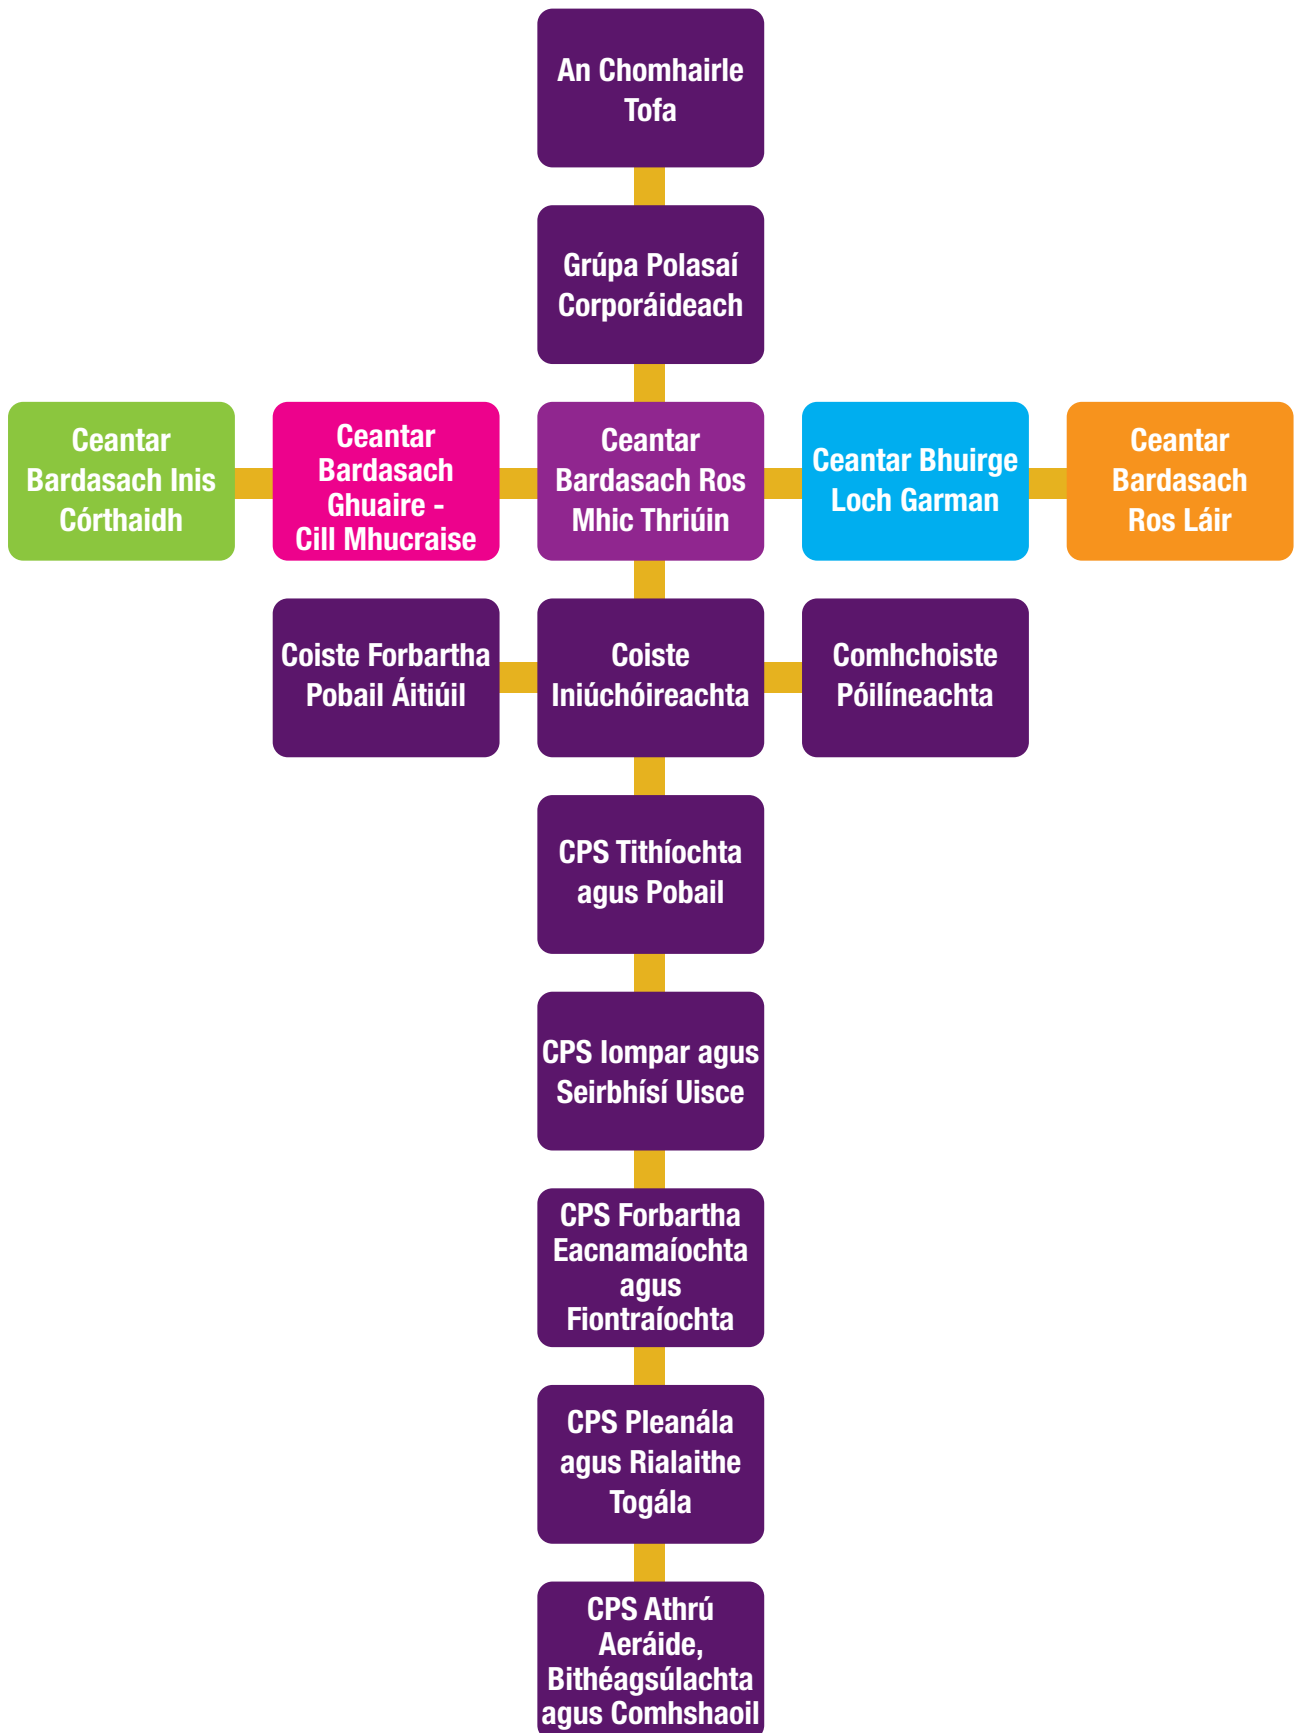 An Chomhairle
Tofa
Grúpa Polasaí
Corporáideach
Ceantar
Bardasach Inis
Córthaidh
Ceantar
Bardasach
Ghuaire -
Cill Mhucraise
Ceantar
Bardasach Ros
Mhic Thriúin
Ceantar Bhuirge
Loch Garman
Ceantar
Bardasach
Ros Láir
Coiste Forbartha
Pobail Áitiúil
Coiste
Iniúchóireachta
Comhchoiste
Póilíneachta
CPS Tithíochta
agus Pobail
CPS Iompar agus
Seirbhísí Uisce
CPS Forbartha
Eacnamaíochta
agus
Fiontraíochta
CPS Pleanála
agus Rialaithe
Togála
CPS Athrú
Aeráide,
Bithéagsúlachta
agus Comhshaoil